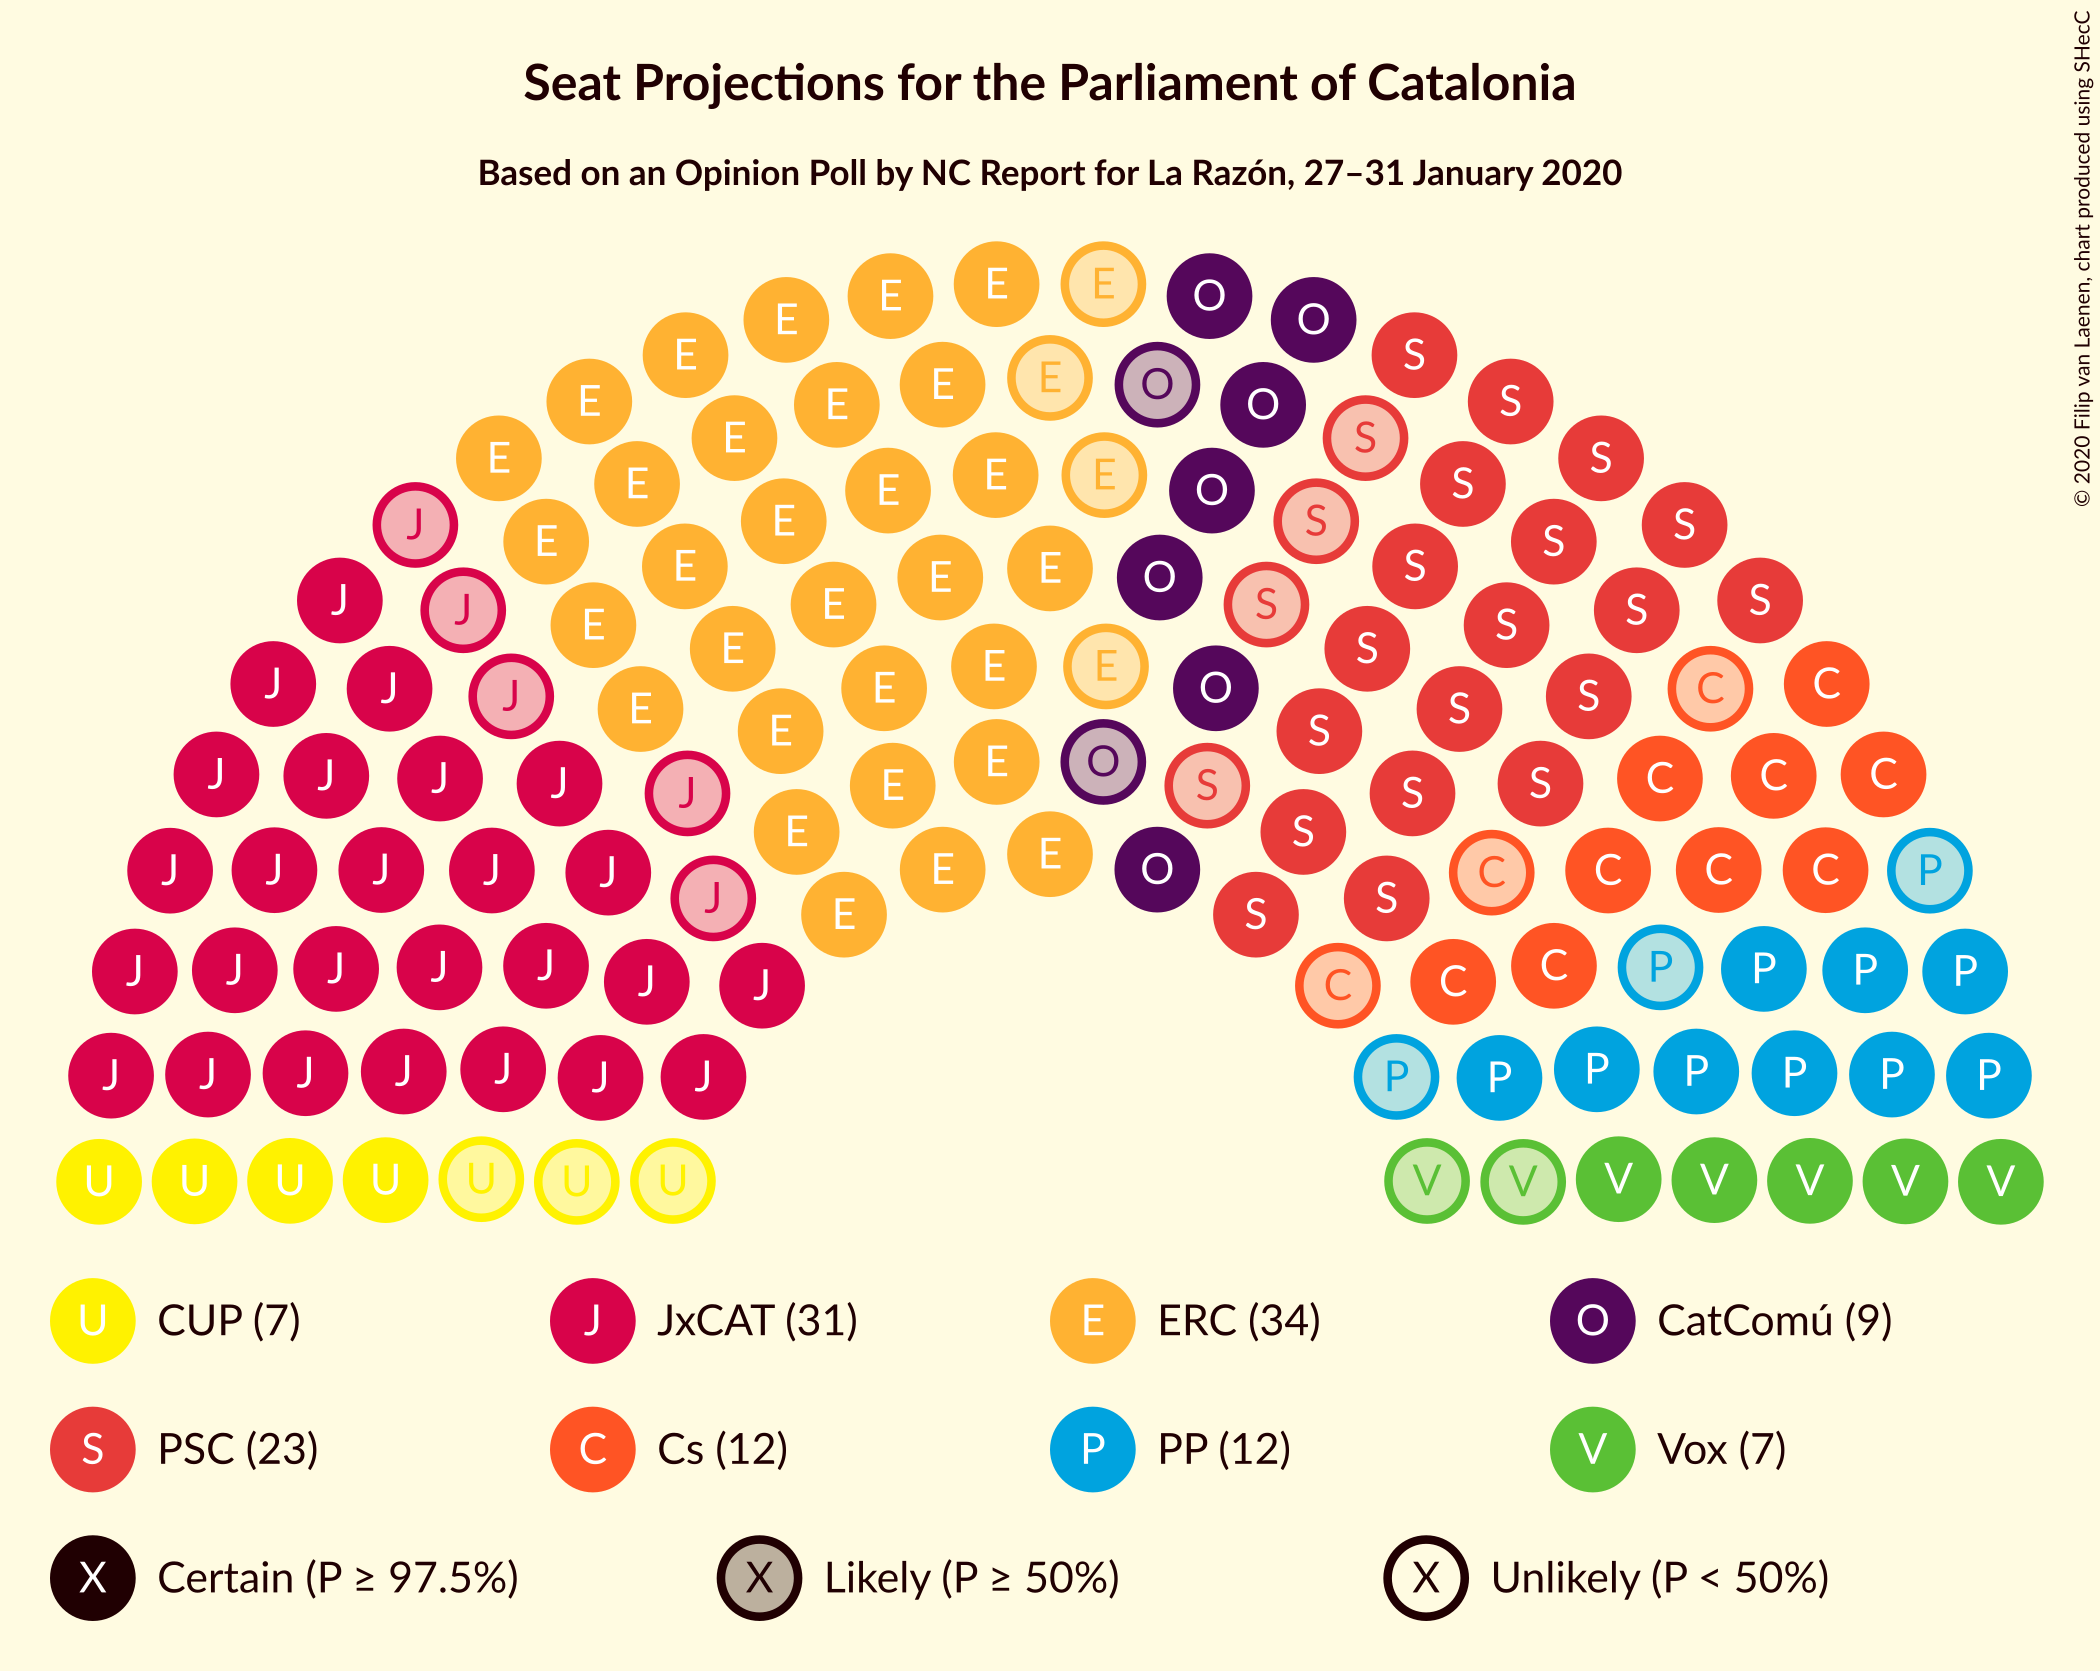 Seat Projections for the Parliament of Catalonia
Based on an Opinion Poll by NC Report for La Razón, 27–31 January 2020
© 2020 Filip van Laenen, chart produced using SHecC
E E E O O
E E E S S
E E O O S
E E E E S S
E E O S S
J E E E S S
E E E O S S
J J E E E O S S S
J E E S S
J J J E E E O S S C C
E E S S
J J J J J E E O S S S C C C
J J J J J J E E E O S S C C C C P
E S
J J J J J J J C C C P P P P
J J J J J J J P P P P P P P
U U U U U U U V V V V V V V
U CUP (7) J JxCAT (31) E ERC (34) O CatComú (9)
S PSC (23) C Cs (12) P PP (12) V Vox (7)
X Certain (P ≥ 97.5%) X Likely (P ≥ 50%) X Unlikely (P < 50%)